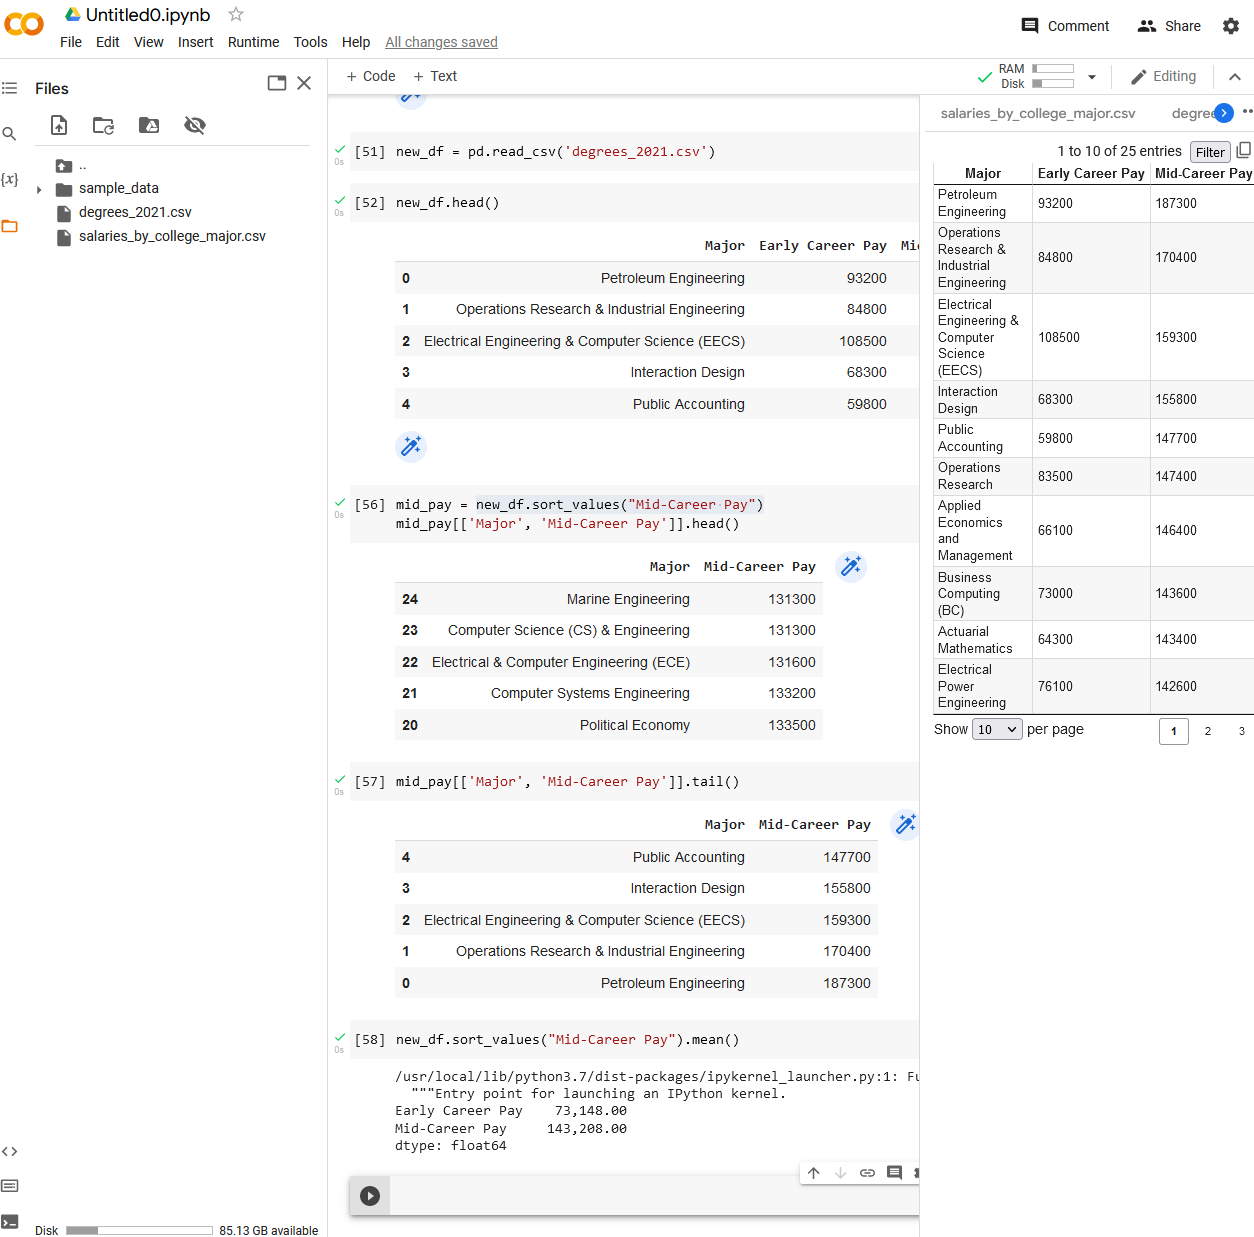 Untitled0.ipynb
File Edit View Insert Runtime Tools Help All changes saved
Comment Share
Files
+ Code + Text
RAM
Disk
Editing
{x}
..
sample_data
degrees_2021.csv
salaries_by_college_major.csv
Disk 85.13 GB available
[51] new_df = pd.read_csv('degrees_2021.csv')
0s
[52] new_df.head()
0s
Major Early Career Pay Mi
0 Petroleum Engineering 93200
1 Operations Research & Industrial Engineering 84800
2 Electrical Engineering & Computer Science (EECS) 108500
3 Interaction Design 68300
4 Public Accounting 59800
[56] mid_pay = new_df.sort_values("Mid-Career Pay")
0s
mid_pay[['Major', 'Mid-Career Pay']].head()
Major Mid-Career Pay
24 Marine Engineering 131300
23 Computer Science (CS) & Engineering 131300
22 Electrical & Computer Engineering (ECE) 131600
21 Computer Systems Engineering 133200
20 Political Economy 133500
[57] mid_pay[['Major', 'Mid-Career Pay']].tail()
0s
Major Mid-Career Pay
4 Public Accounting 147700
3 Interaction Design 155800
2 Electrical Engineering & Computer Science (EECS) 159300
1 Operations Research & Industrial Engineering 170400
0 Petroleum Engineering 187300
[58] new_df.sort_values("Mid-Career Pay").mean()
0s
/usr/local/lib/python3.7/dist-packages/ipykernel_launcher.py:1: Fu
"""Entry point for launching an IPython kernel.
Early Career Pay 73,148.00
Mid-Career Pay 143,208.00
dtype: float64
salaries_by_college_major.csv degree
1 to 10 of 25 entries Filter
Major Early Career Pay Mid-Career Pay
Petroleum
Engineering 93200 187300
Operations
Research &
Industrial
Engineering 84800 170400
Electrical
Engineering &
Computer
Science
(EECS) 108500 159300
Interaction
Design 68300 155800
Public
Accounting 59800 147700
Operations
Research 83500 147400
Applied
Economics
and
Management 66100 146400
Business
Computing
(BC) 73000 143600
Actuarial
Mathematics 64300 143400
Electrical
Power
Engineering 76100 142600
Show 10 per page 1 2 3